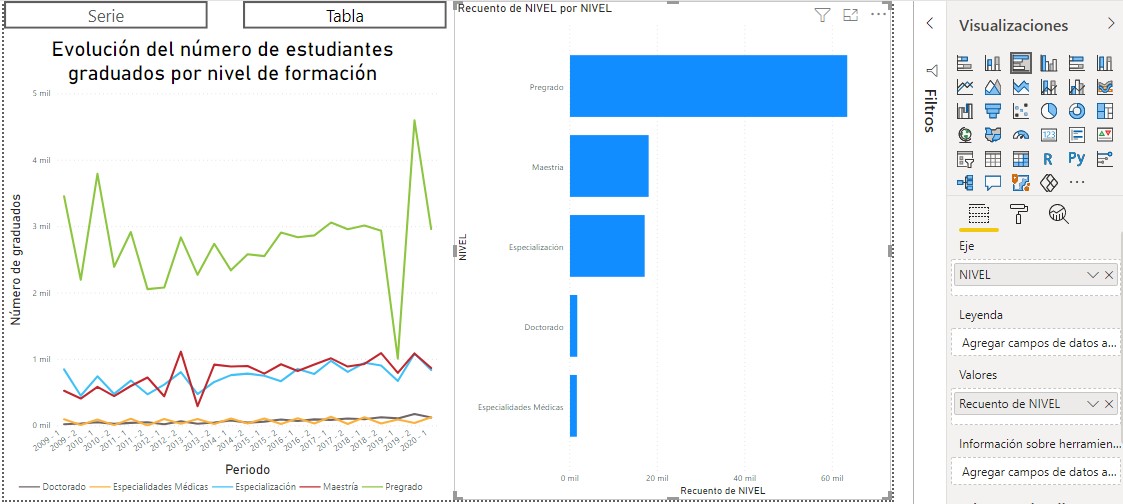 Serie
Tabla
Evolución del número de estudiantes
graduados por nivel de formación
5 mil
4 mil
3 mil
2 mil
1 mil
0 mil
Número de graduados
2009 - 1
2009 - 2
2010 - 1
2010 - 2
2011 - 1
2011 - 2
2012 - 1
2012 - 2
2013 - 1
2013 - 2
2014 - 1
2014 - 2
2015 - 1
2015 - 2
2016 - 1
2016 - 2
2017 - 1
2017 - 2
2018 - 1
2018 - 2
2019 - 1
2019 - 2
2020 - 1
Periodo
Doctorado
Especialidades Médicas
Especialización
Maestría
Pregrado
Recuento de NIVEL por NIVEL
NIVEL
Pregrado
Maestría
Especialización
Doctorado
Especialidades Médicas
0 mil
20 mil
40 mil
60 mil
Recuento de NIVEL
Filtros
Visualizaciones
123
R
Py
Eje
NIVEL
Leyenda
Agregar campos de datos a...
Valores
Recuento de NIVEL
Información sobre herramien...
Agregar campos de datos a...